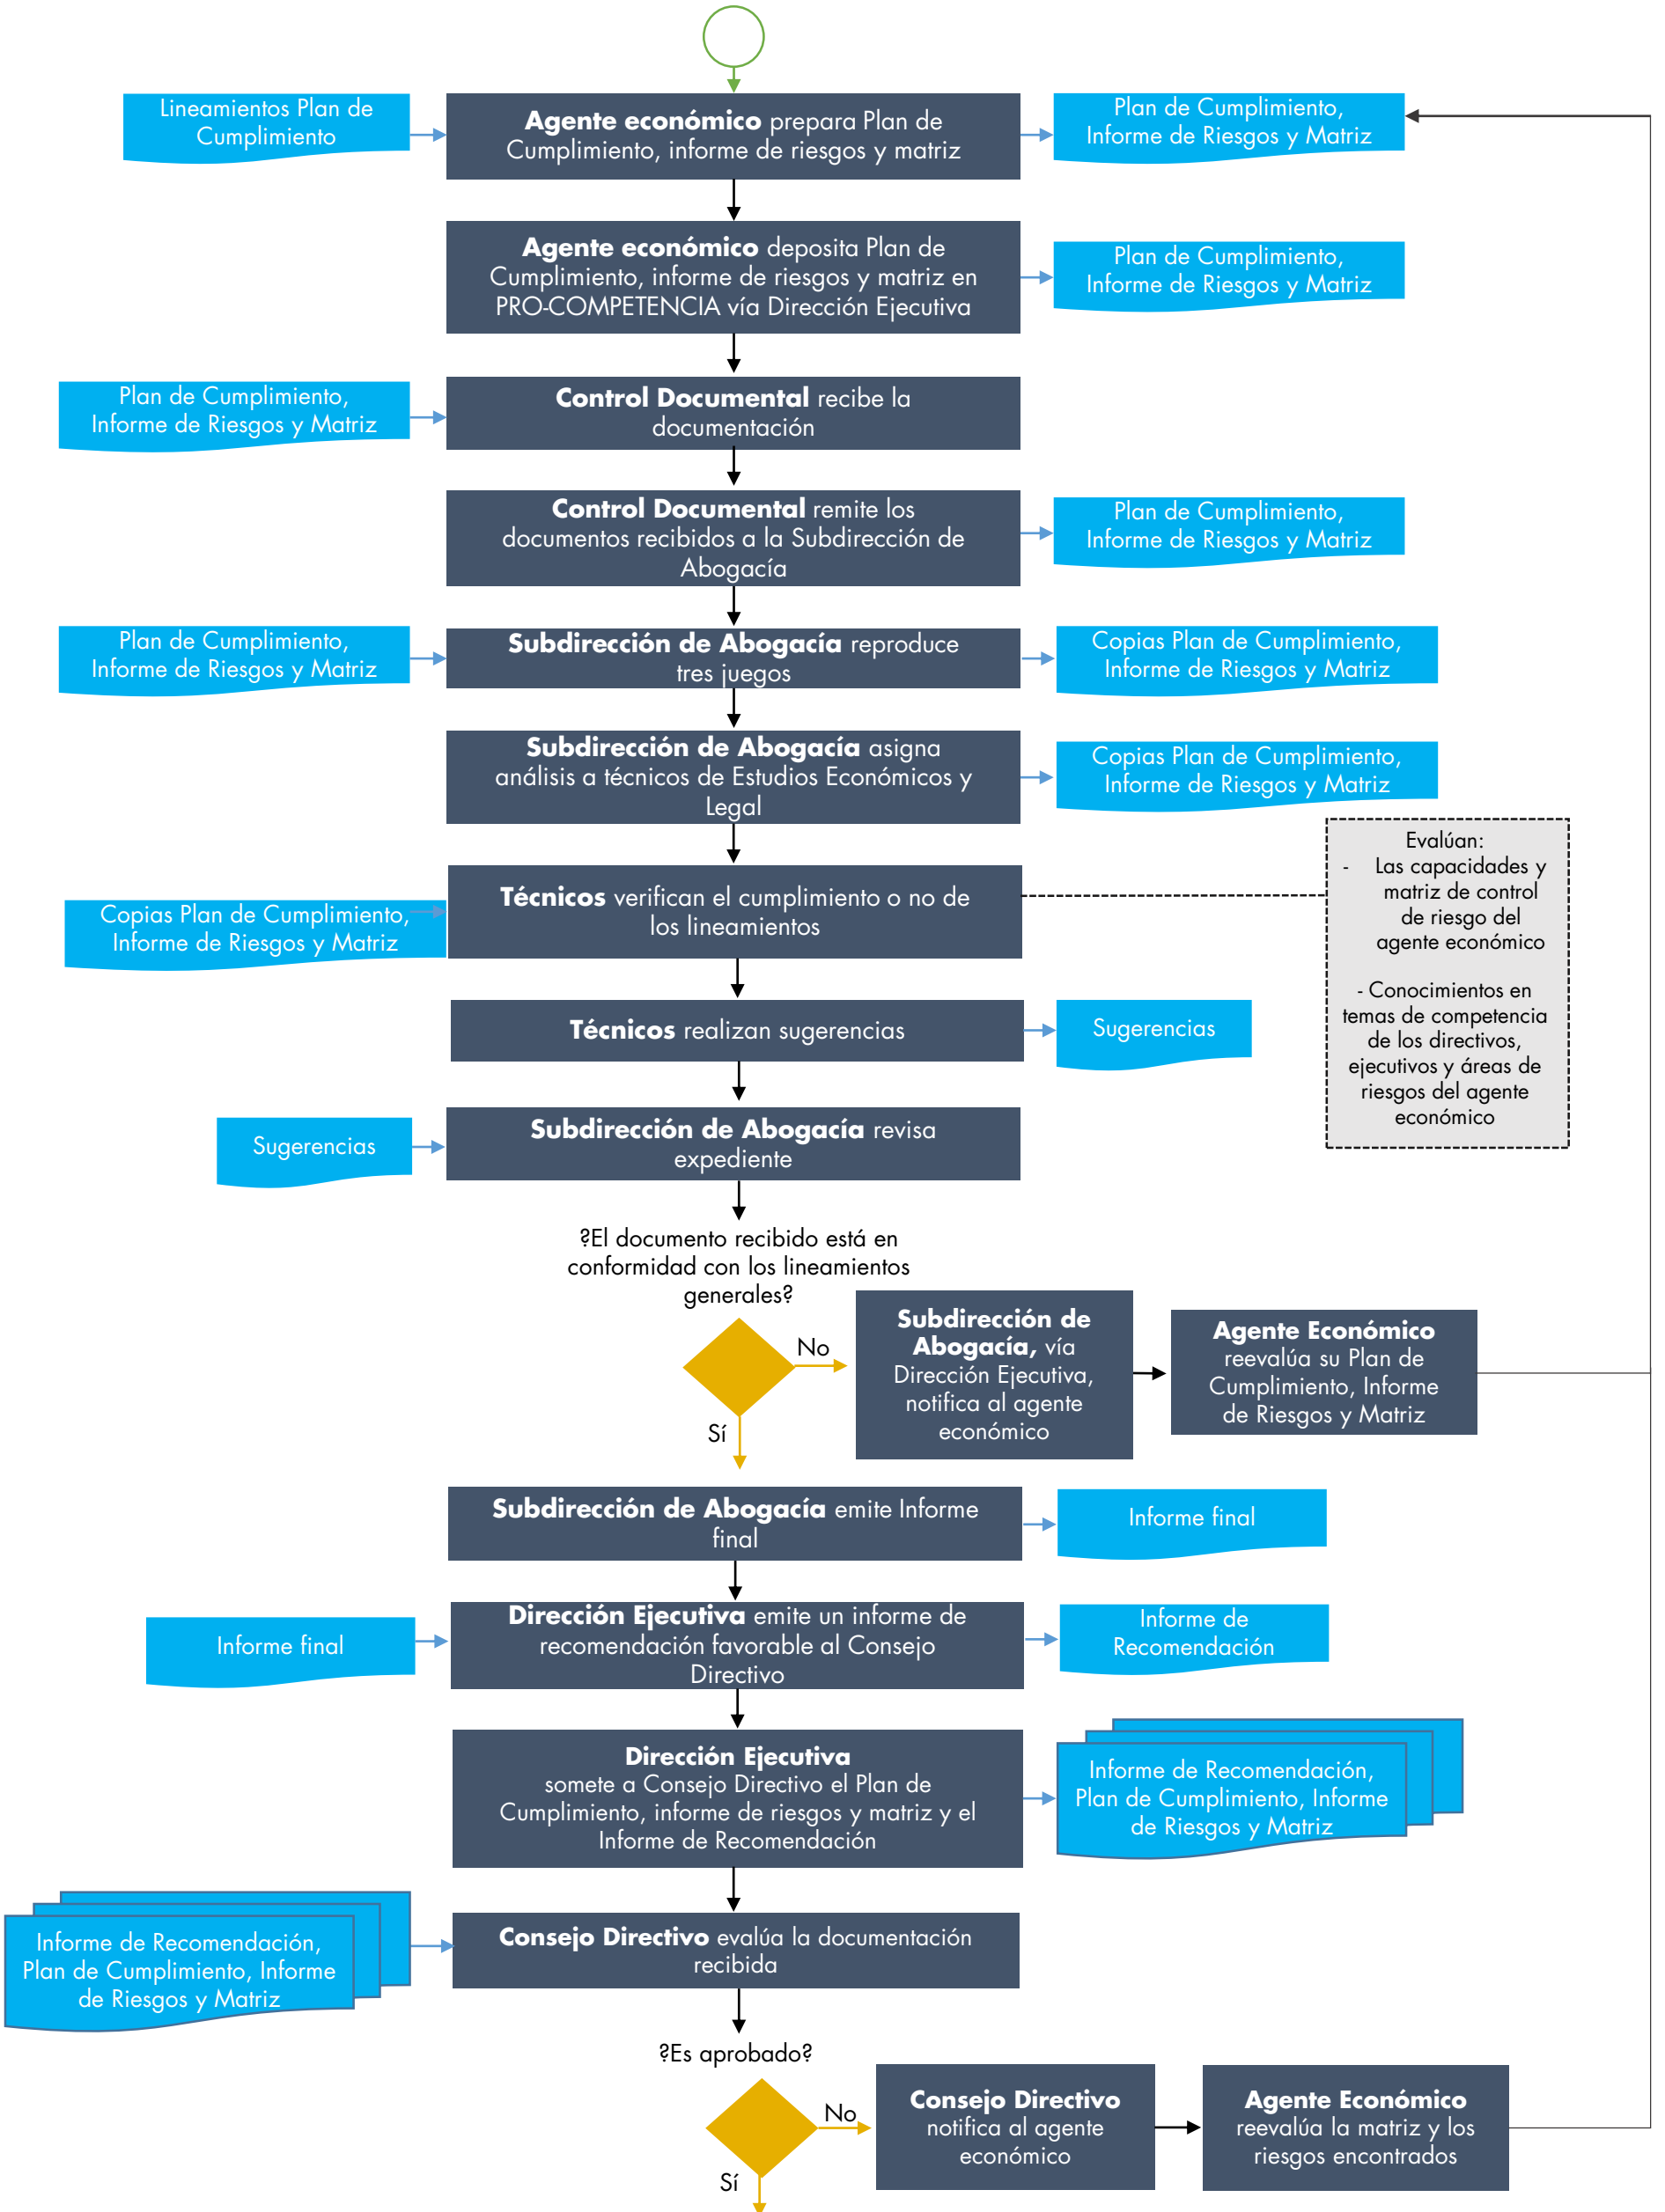 Lineamientos Plan de
Cumplimiento
Agente económico prepara Plan de
Cumplimiento, informe de riesgos y matriz
Plan de Cumplimiento,
Informe de Riesgos y Matriz
Agente económico deposita Plan de
Cumplimiento, informe de riesgos y matriz en
PRO-COMPETENCIA vía Dirección Ejecutiva
Plan de Cumplimiento,
Informe de Riesgos y Matriz
Plan de Cumplimiento,
Informe de Riesgos y Matriz
Control Documental recibe la
documentación
Control Documental remite los
documentos recibidos a la Subdirección de
Abogacía
Plan de Cumplimiento,
Informe de Riesgos y Matriz
Plan de Cumplimiento,
Informe de Riesgos y Matriz
Subdirección de Abogacía reproduce
tres juegos
Copias Plan de Cumplimiento,
Informe de Riesgos y Matriz
Subdirección de Abogacía asigna
análisis a técnicos de Estudios Económicos y
Legal
Copias Plan de Cumplimiento,
Informe de Riesgos y Matriz
Copias Plan de Cumplimiento,
Informe de Riesgos y Matriz
Técnicos verifican el cumplimiento o no de
los lineamientos
Evalúan:
- Las capacidades y
matriz de control
de riesgo del
agente económico
- Conocimientos en
temas de competencia
de los directivos,
ejecutivos y áreas de
riesgos del agente
económico
Técnicos realizan sugerencias
Sugerencias
Sugerencias
Subdirección de Abogacía revisa
expediente
?El documento recibido está en
conformidad con los lineamientos
generales?
No
Subdirección de
Abogacía, vía
Dirección Ejecutiva,
notifica al agente
económico
Agente Económico
reevalúa su Plan de
Cumplimiento, Informe
de Riesgos y Matriz
Sí
Subdirección de Abogacía emite Informe
final
Informe final
Informe final
Dirección Ejecutiva emite un informe de
recomendación favorable al Consejo
Directivo
Informe de
Recomendación
Dirección Ejecutiva
somete a Consejo Directivo el Plan de
Cumplimiento, informe de riesgos y matriz y el
Informe de Recomendación
Informe de Recomendación,
Plan de Cumplimiento, Informe
de Riesgos y Matriz
Informe de Recomendación,
Plan de Cumplimiento, Informe
de Riesgos y Matriz
Consejo Directivo evalúa la documentación
recibida
?Es aprobado?
No
Consejo Directivo
notifica al agente
económico
Agente Económico
reevalúa la matriz y los
riesgos encontrados
Sí